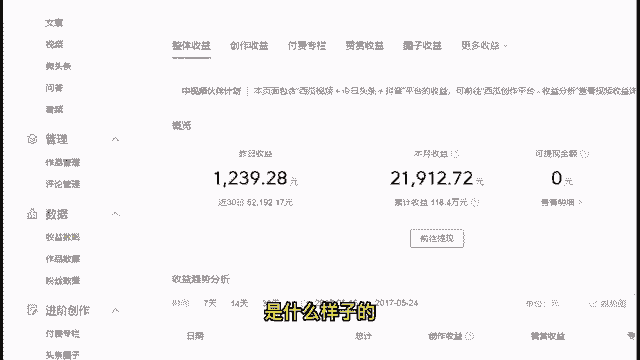 文章
视频
微头条
问答
音频
管理
作品管理
评论管理
数据
收益数据
作品数据
粉丝数据
进阶创作
付费专栏
头条圈子
整体收益 创作收益 付费专栏 赞赏收益 圈子收益 更多收益
中视频伙伴计划 | 本页面包含“西瓜视频+今日头条+抖音”平台的收益，可前往“西瓜创作平台-收益分析”查看视频收益
概览
昨日收益 本月收益 可提现金额
1,239.28元 21,912.72元 0元
近30日 52,192.17元 累计收益 118.4万元 查看明细 >
前往提现
收益趋势分析
7天 14天 2017-05-24
是什么样子的
日期 总计 创作收益 赞赏收益